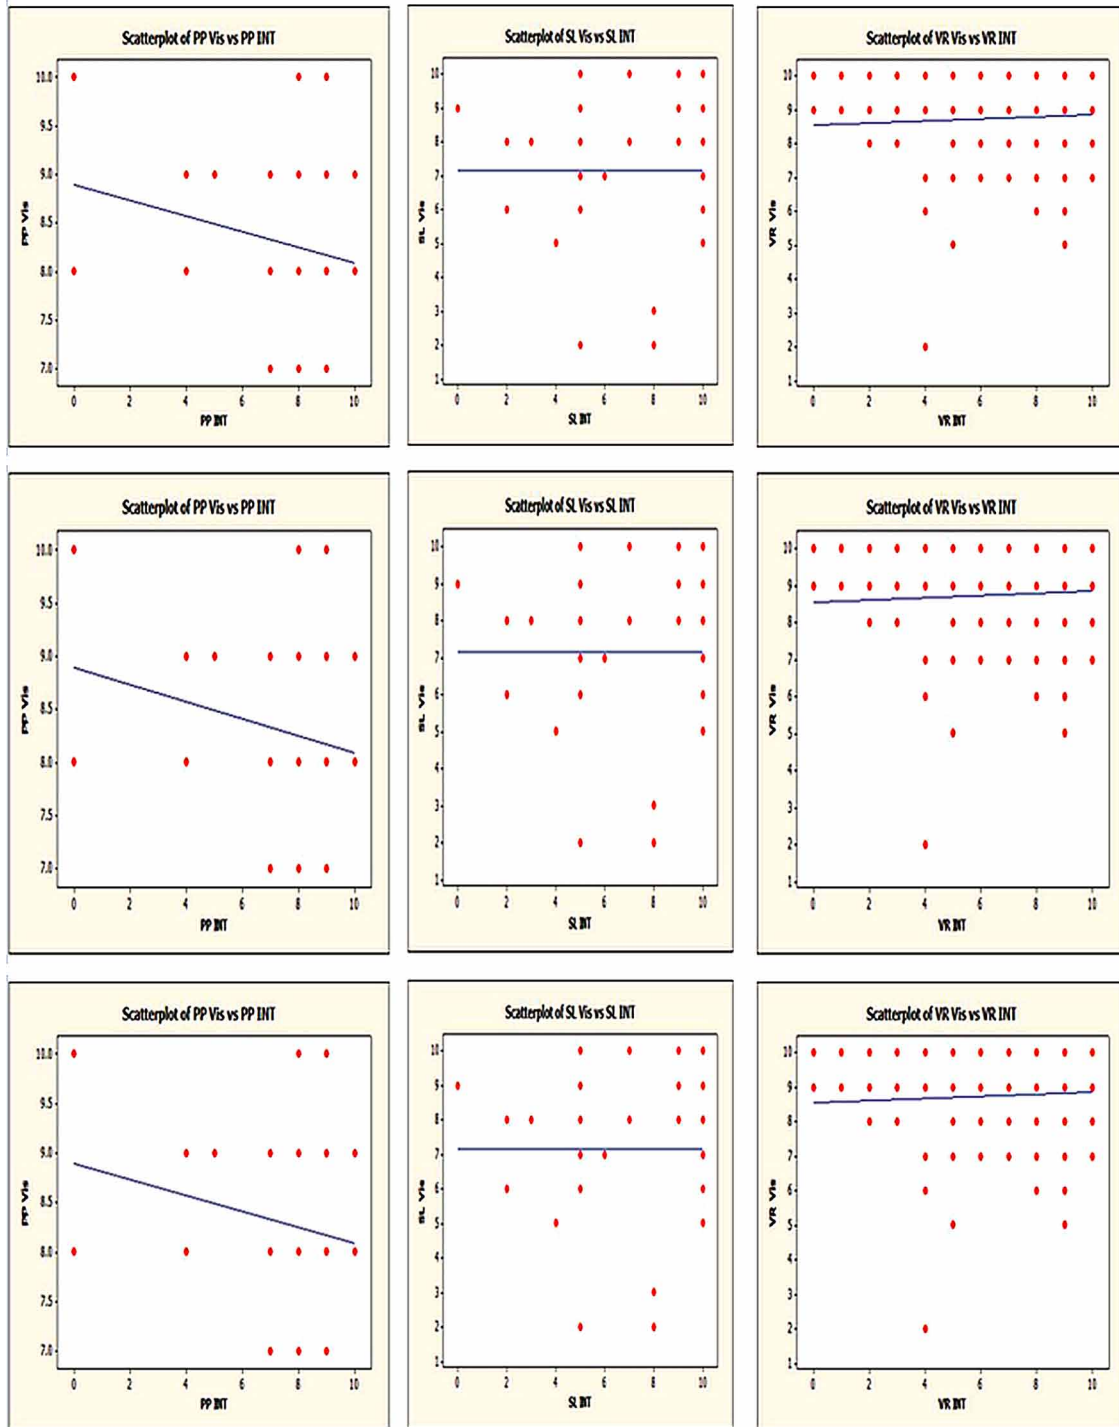 Scatterplot of PP Vis vs PP INT
10.0
9.5
9.0
8.5
8.0
7.5
7.0
PP Vis
0 2 4 6 8 10
PP INT
Scatterplot of SL Vis vs SL INT
10
9
8
7
6
5
4
3
2
1
SL Vis
0 2 4 6 8 10
SL INT
Scatterplot of VR Vis vs VR INT
10
9
8
7
6
5
4
3
2
1
VR Vis
0 2 4 6 8 10
VR INT
Scatterplot of PP Vis vs PP INT
10.0
9.5
9.0
8.5
8.0
7.5
7.0
PP Vis
0 2 4 6 8 10
PP INT
Scatterplot of SL Vis vs SL INT
10
9
8
7
6
5
4
3
2
1
SL Vis
0 2 4 6 8 10
SL INT
Scatterplot of VR Vis vs VR INT
10
9
8
7
6
5
4
3
2
1
VR Vis
0 2 4 6 8 10
VR INT
Scatterplot of PP Vis vs PP INT
10.0
9.5
9.0
8.5
8.0
7.5
7.0
PP Vis
0 2 4 6 8 10
PP INT
Scatterplot of SL Vis vs SL INT
10
9
8
7
6
5
4
3
2
1
SL Vis
0 2 4 6 8 10
SL INT
Scatterplot of VR Vis vs VR INT
10
9
8
7
6
5
4
3
2
1
VR Vis
0 2 4 6 8 10
VR INT